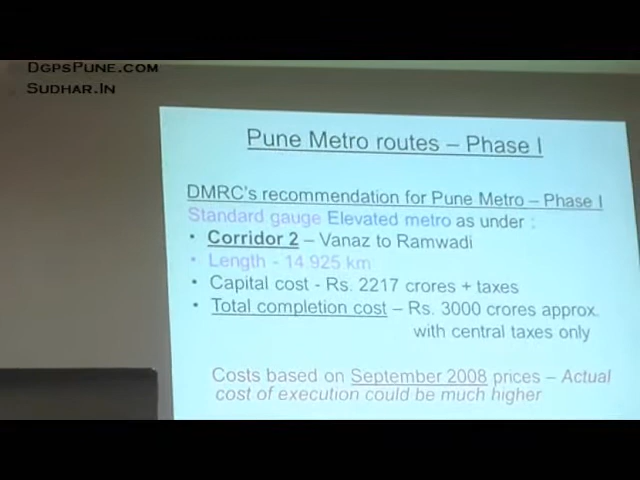 DGPSPUNE.COM
SUDHAR.IN
Pune Metro routes – Phase I
DMRC's recommendation for Pune Metro – Phase I
Standard gauge Elevated metro as under :
• Corridor 2 – Vanaz to Ramwadi
• Length - 14.925 km
• Capital cost - Rs. 2217 crores + taxes
• Total completion cost – Rs. 3000 crores approx.
with central taxes only
Costs based on September 2008 prices – Actual
cost of execution could be much higher